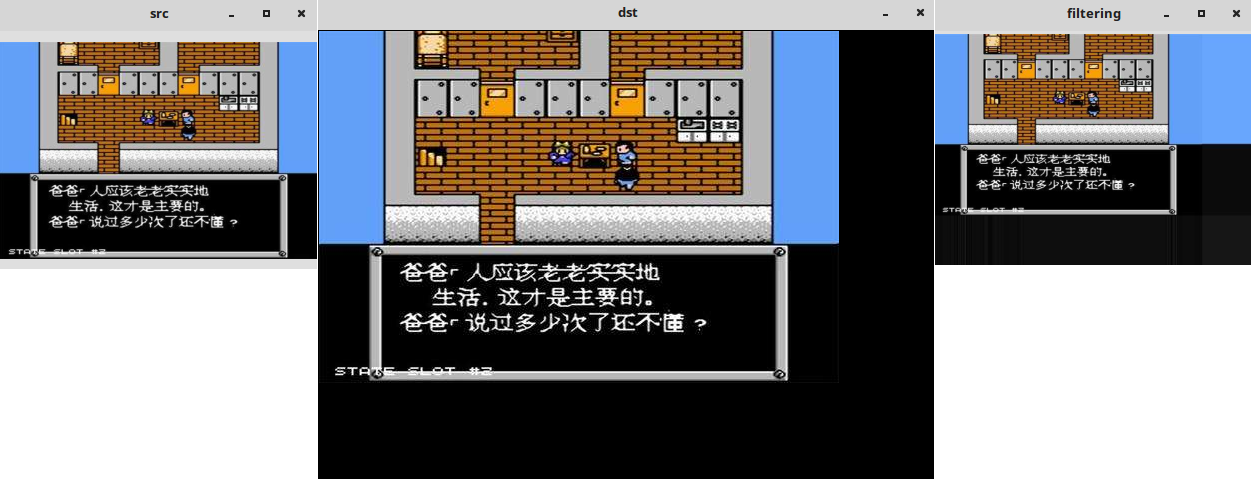 src
dst
filtering
爸爸「 人应该老老实实地
生活. 这才是主要的。
爸爸「 说过多少次了还不懂 ?
STATE SLOT #2
爸爸「 人应该老老实实地
生活. 这才是主要的。
爸爸「 说过多少次了还不懂 ?
STATE SLOT #2
爸爸「 人应该老老实实地
生活. 这才是主要的。
爸爸「 说过多少次了还不懂 ?
STATE SLOT #2